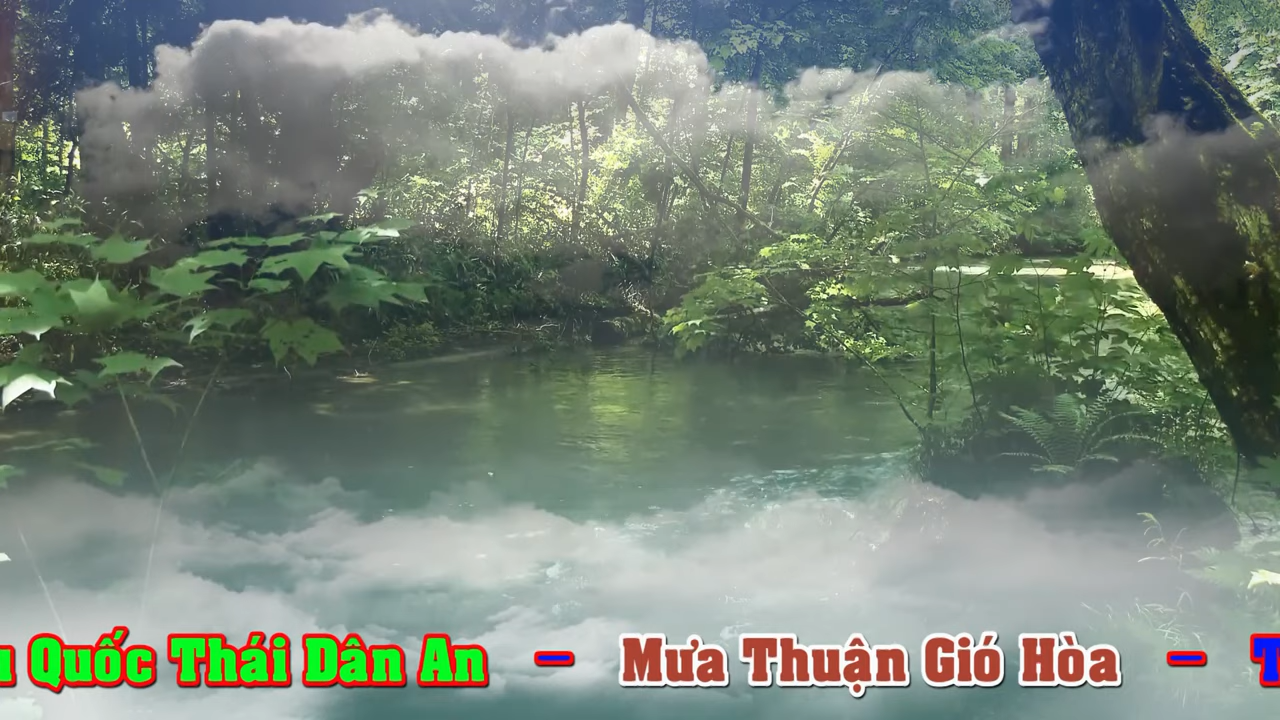 Quốc Thái Dân An – Mưa Thuận Gió Hòa –